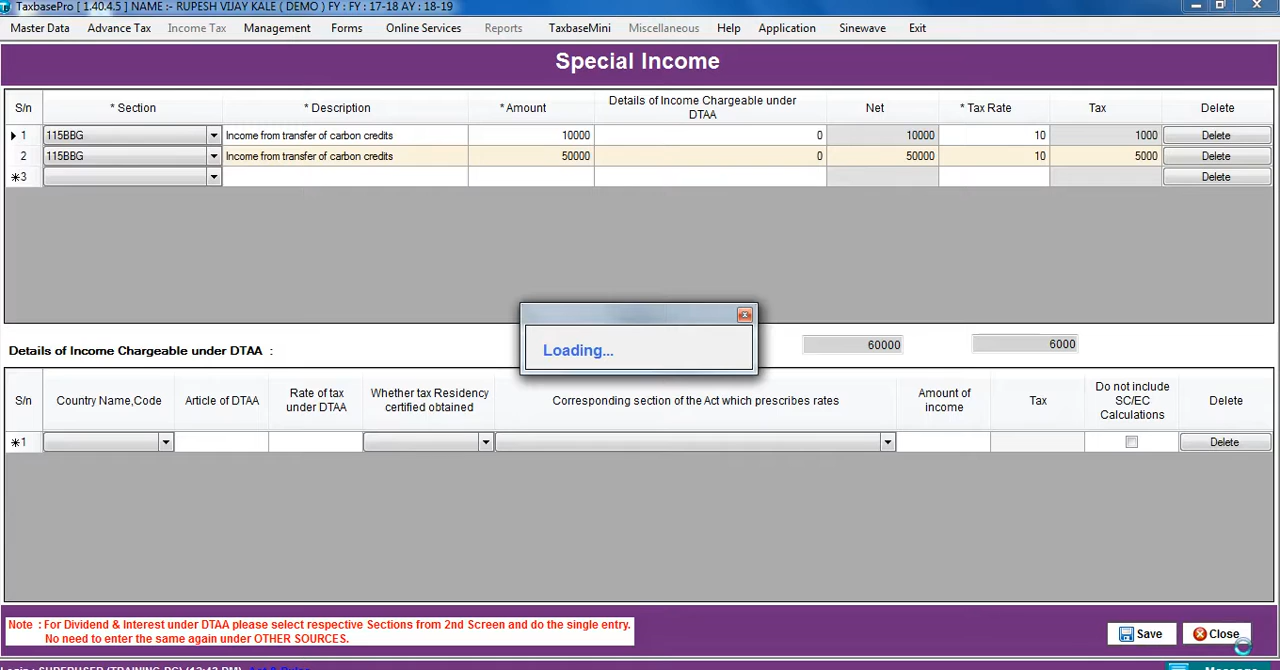 TaxbasePro [ 1.40.4.5 ] NAME :- RUPESH VIJAY KALE ( DEMO ) FY : FY : 17-18 AY : 18-19
Master Data Advance Tax Income Tax Management Forms Online Services Reports TaxbaseMini Miscellaneous Help Application Sinewave Exit
Special Income
S/n * Section * Description * Amount Details of Income Chargeable under DTAA Net * Tax Rate Tax Delete
1 115BBG Income from transfer of carbon credits 10000 0 10000 10 1000 Delete
2 115BBG Income from transfer of carbon credits 50000 0 50000 10 5000 Delete
*3 Delete
Loading...
Details of Income Chargeable under DTAA : 60000 6000
S/n Country Name,Code Article of DTAA Rate of tax under DTAA Whether tax Residency certified obtained Corresponding section of the Act which prescribes rates Amount of income Tax Do not include SC/EC Calculations Delete
*1 Delete
Note : For Dividend & Interest under DTAA please select respective Sections from 2nd Screen and do the single entry.
No need to enter the same again under OTHER SOURCES.
Save Close